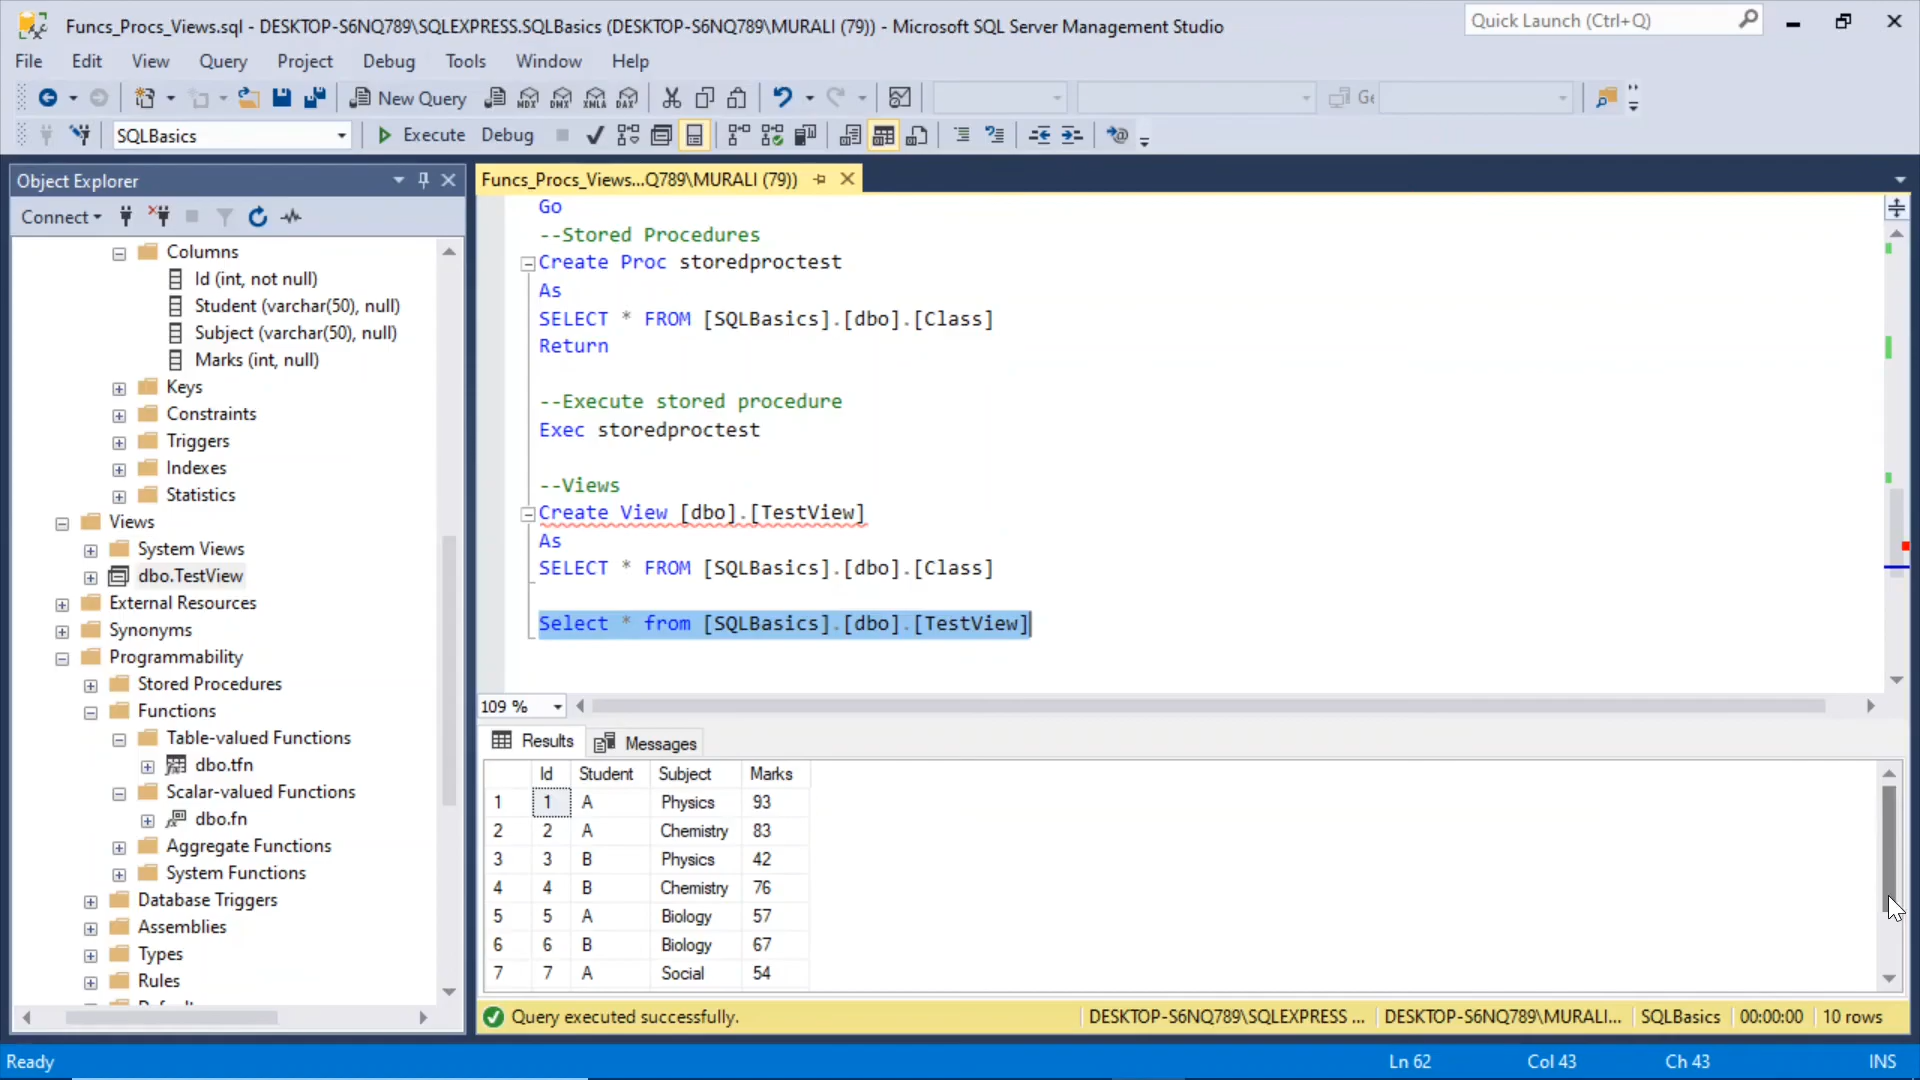 Funcs_Procs_Views.sql - DESKTOP-S6NQ789\SQLEXPRESS.SQLBasics (DESKTOP-S6NQ789\MURALI (79)) - Microsoft SQL Server Management Studio
Quick Launch (Ctrl+Q)
File Edit View Query Project Debug Tools Window Help
New Query MDX DMX XMLA DAX
SQLBasics Execute Debug
Object Explorer
Connect
Columns
Id (int, not null)
Student (varchar(50), null)
Subject (varchar(50), null)
Marks (int, null)
Keys
Constraints
Triggers
Indexes
Statistics
Views
System Views
dbo.TestView
External Resources
Synonyms
Programmability
Stored Procedures
Functions
Table-valued Functions
dbo.tfn
Scalar-valued Functions
dbo.fn
Aggregate Functions
System Functions
Database Triggers
Assemblies
Types
Rules
Funcs_Procs_Views...Q789\MURALI (79))
Go
--Stored Procedures
Create Proc storedproctest
As
SELECT * FROM [SQLBasics].[dbo].[Class]
Return
--Execute stored procedure
Exec storedproctest
--Views
Create View [dbo].[TestView]
As
SELECT * FROM [SQLBasics].[dbo].[Class]
Select * from [SQLBasics].[dbo].[TestView]
109 %
Results Messages
Id Student Subject Marks
1 1 A Physics 93
2 2 A Chemistry 83
3 3 B Physics 42
4 4 B Chemistry 76
5 5 A Biology 57
6 6 B Biology 67
7 7 A Social 54
Query executed successfully. DESKTOP-S6NQ789\SQLEXPRESS ... DESKTOP-S6NQ789\MURALI... SQLBasics 00:00:00 10 rows
Ready Ln 62 Col 43 Ch 43 INS